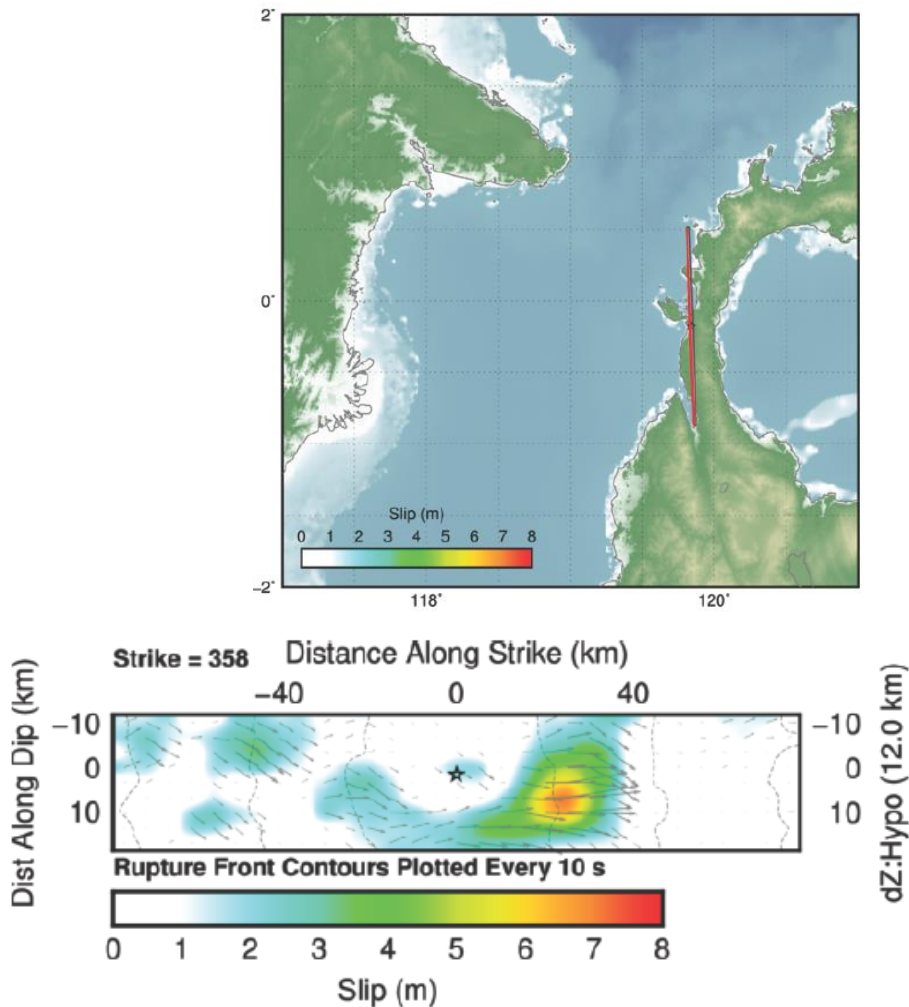 2°
0°
−2°
Slip (m)
0 1 2 3 4 5 6 7 8
118° 120°
Strike = 358 Distance Along Strike (km)
−40 0 40
Dist Along Dip (km)
−10 −10
0 0
10 10
dZ:Hypo (12.0 km)
Rupture Front Contours Plotted Every 10 s
0 1 2 3 4 5 6 7 8
Slip (m)